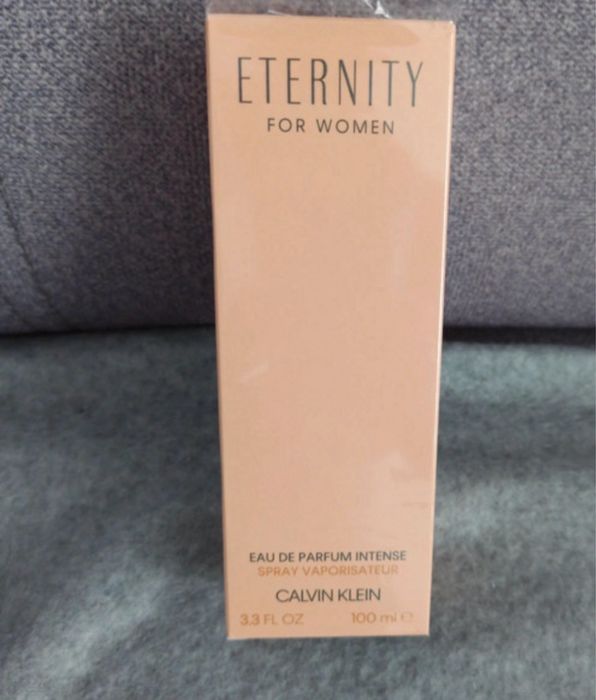 ETERNITY
FOR WOMEN
EAU DE PARFUM INTENSE
SPRAY VAPORISATEUR
CALVIN KLEIN
3.3 FL OZ 100 ml ℮